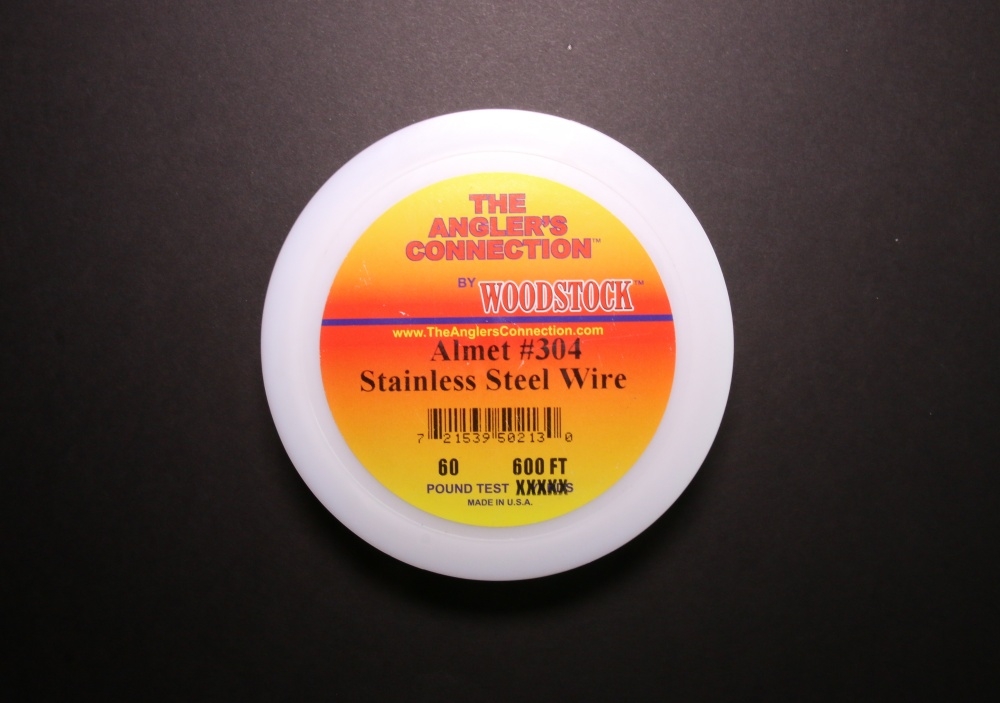 THE
ANGLER'S
CONNECTION™
BY WOODSTOCK™
www.TheAnglersConnection.com
Almet #304
Stainless Steel Wire
7 21539 50213 0
60 600 FT
POUND TEST XXXXX
MADE IN U.S.A.